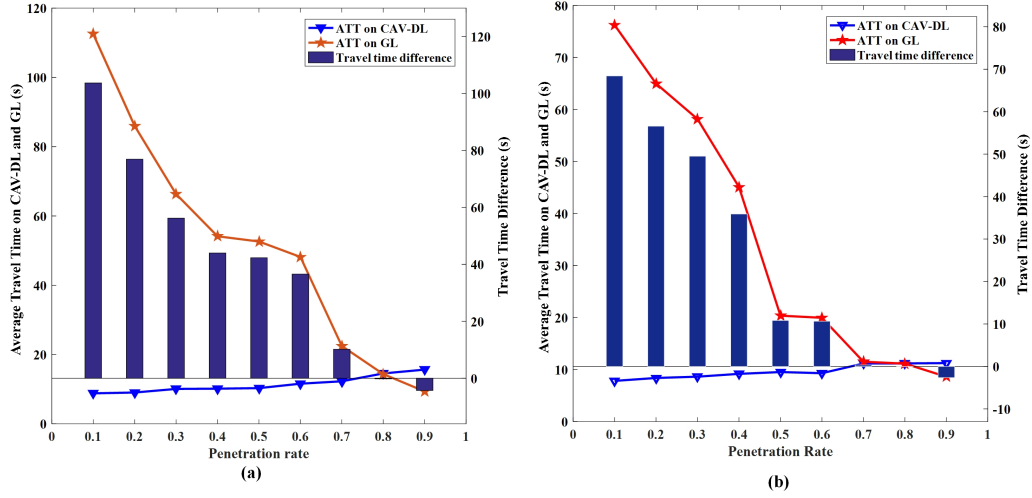 ATT on CAV-DL
ATT on GL
Travel time difference
Average Travel Time on CAV-DL and GL (s)
120
100
80
60
40
20
0
Travel Time Difference (s)
120
100
80
60
40
20
0
0 0.1 0.2 0.3 0.4 0.5 0.6 0.7 0.8 0.9 1
Penetration rate
(a)
ATT on CAV-DL
ATT on GL
Travel time difference
Average Travel Time on CAV-DL and GL (s)
80
70
60
50
40
30
20
10
0
Travel Time Difference (s)
80
70
60
50
40
30
20
10
0
-10
0 0.1 0.2 0.3 0.4 0.5 0.6 0.7 0.8 0.9 1
Penetration Rate
(b)